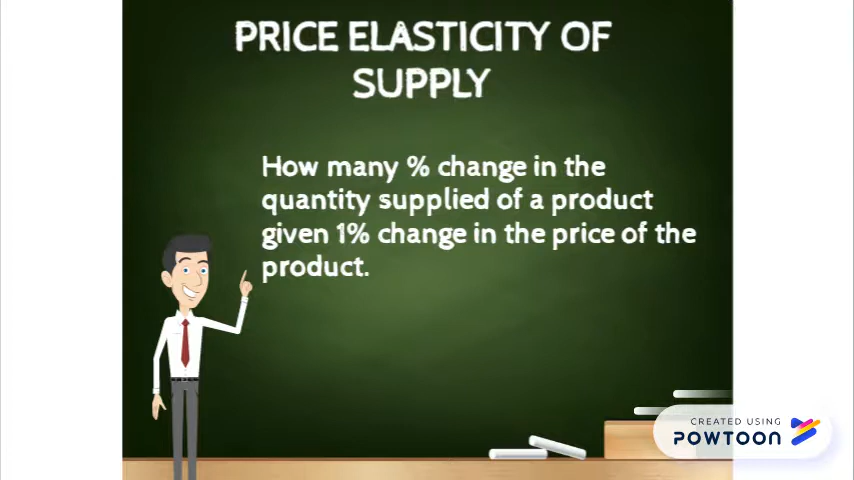 PRICE ELASTICITY OF
SUPPLY
How many % change in the
quantity supplied of a product
given 1% change in the price of the
product.
CREATED USING
POWTOON